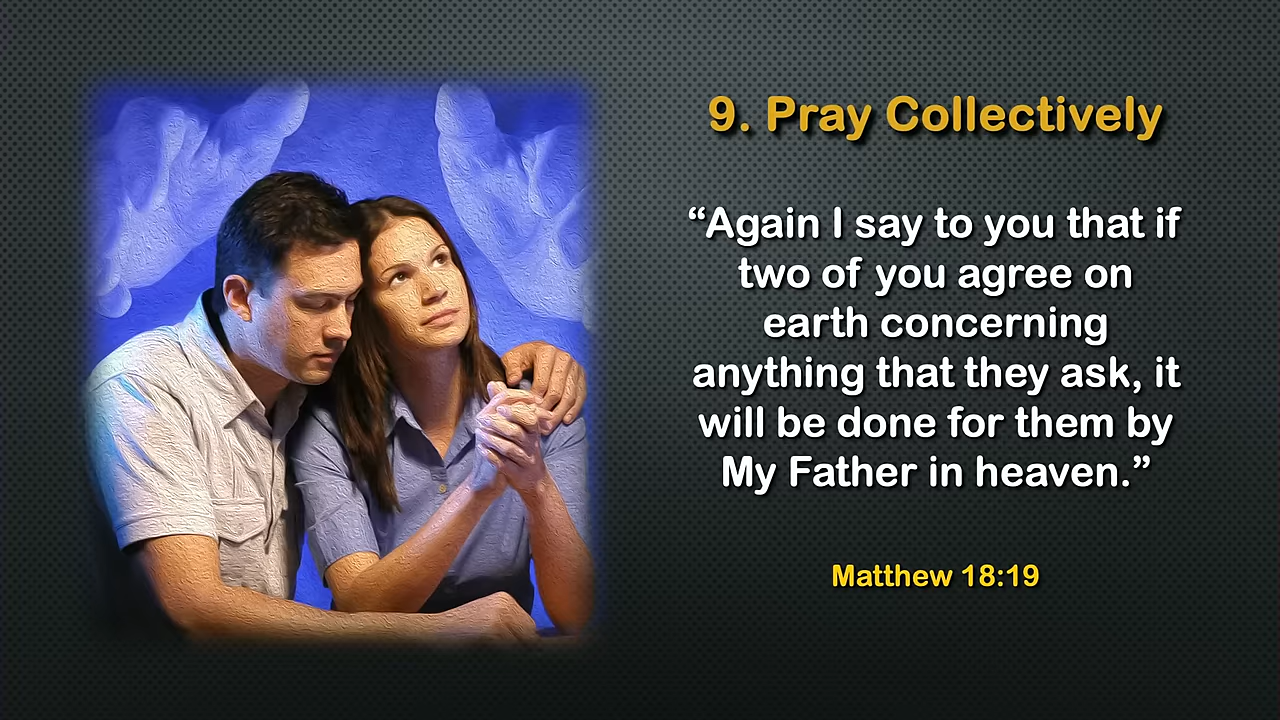 9. Pray Collectively
“Again I say to you that if
two of you agree on
earth concerning
anything that they ask, it
will be done for them by
My Father in heaven.”
Matthew 18:19